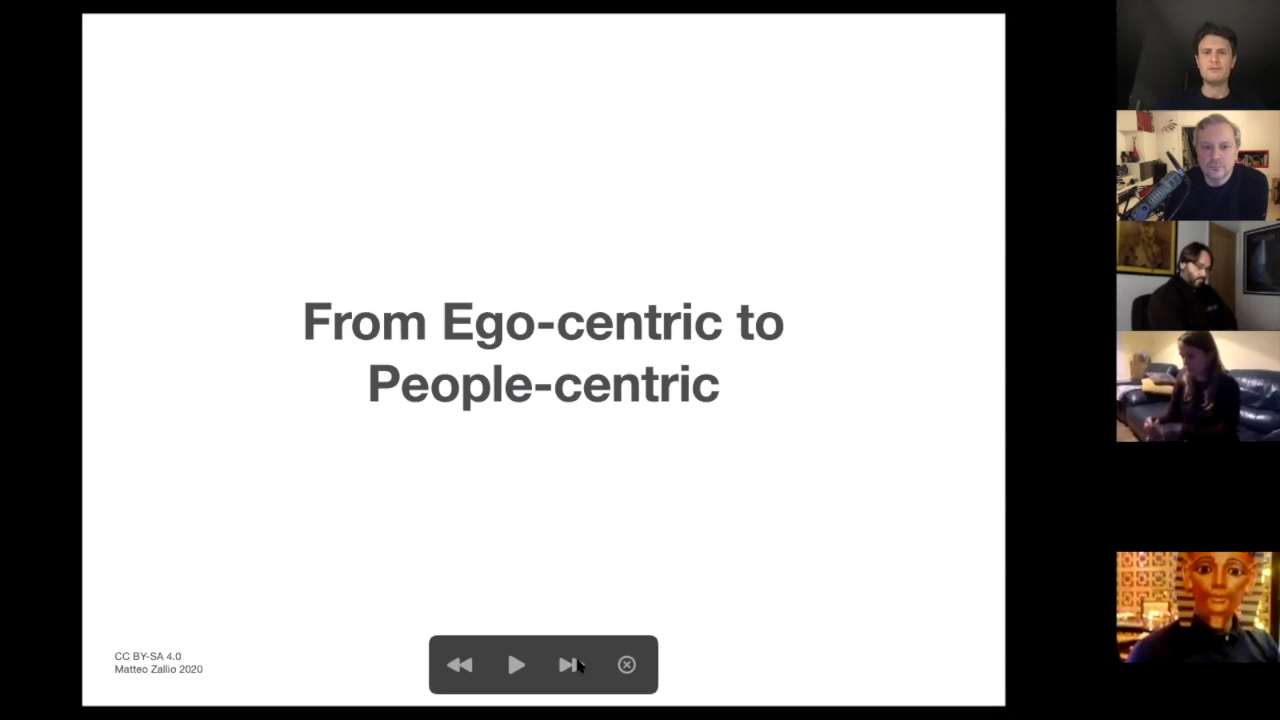 From Ego-centric to
People-centric
CC BY-SA 4.0
Matteo Zallio 2020